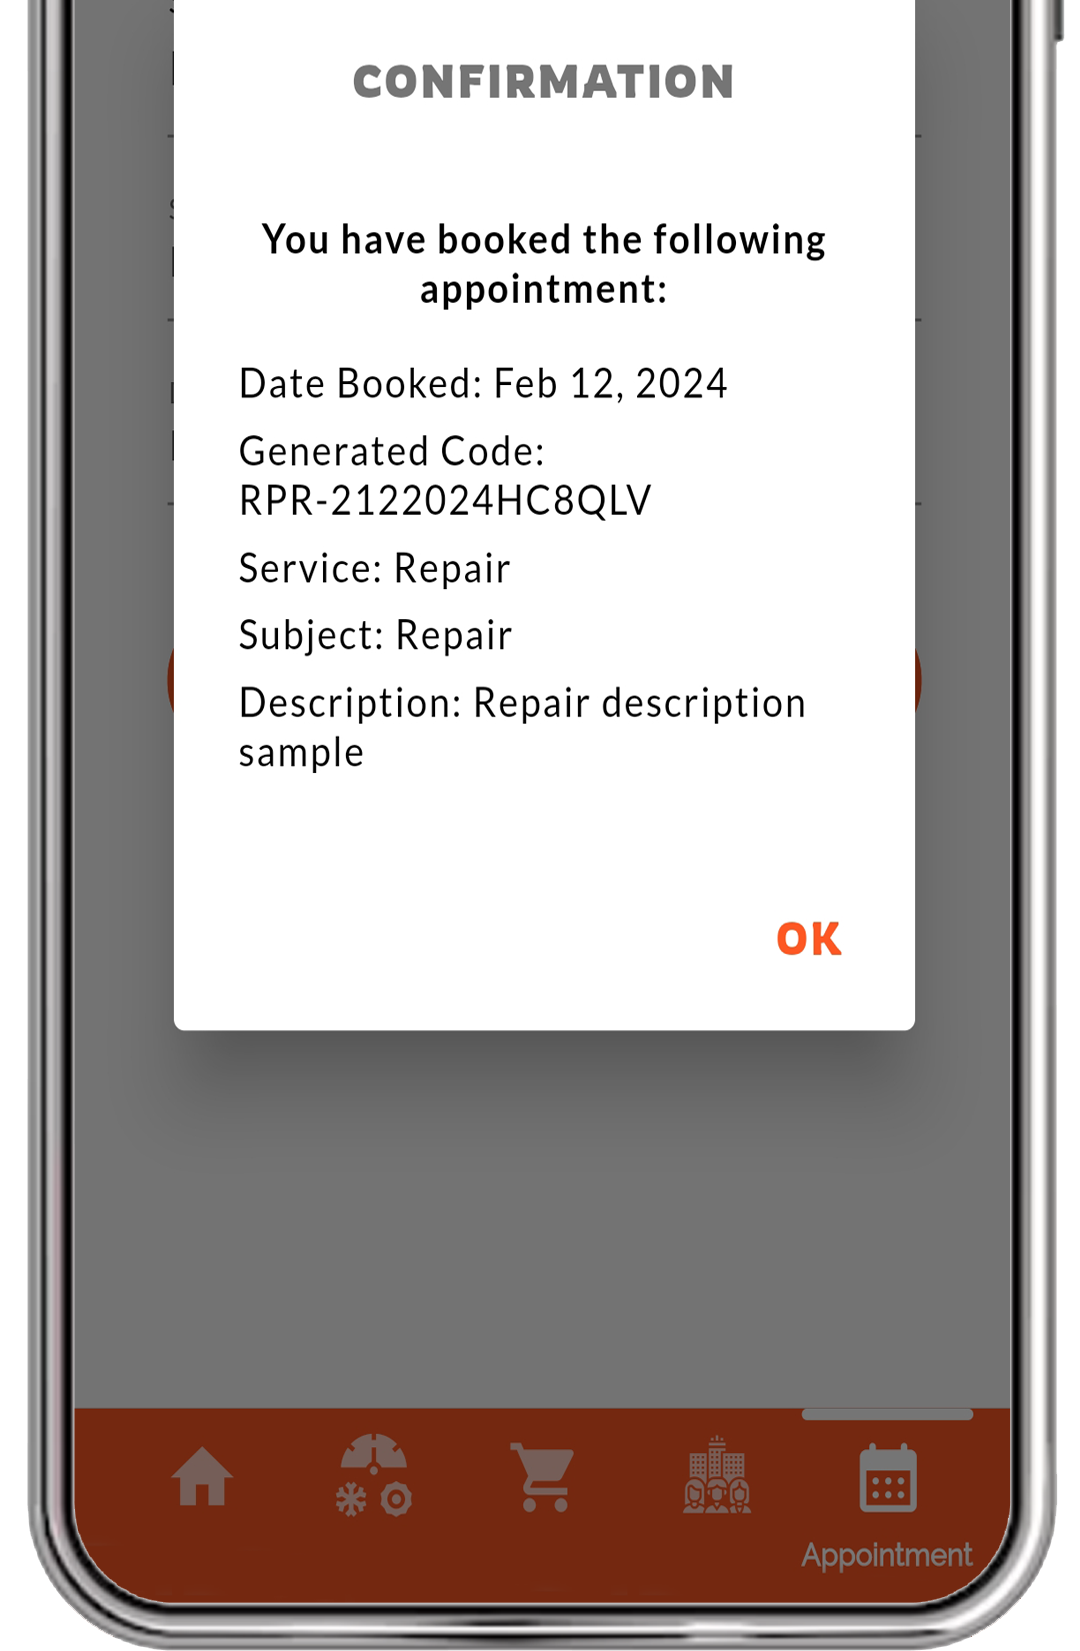 CONFIRMATION
You have booked the following
appointment:
Date Booked: Feb 12, 2024
Generated Code:
RPR-2122024HC8QLV
Service: Repair
Subject: Repair
Description: Repair description
sample
OK
Appointment